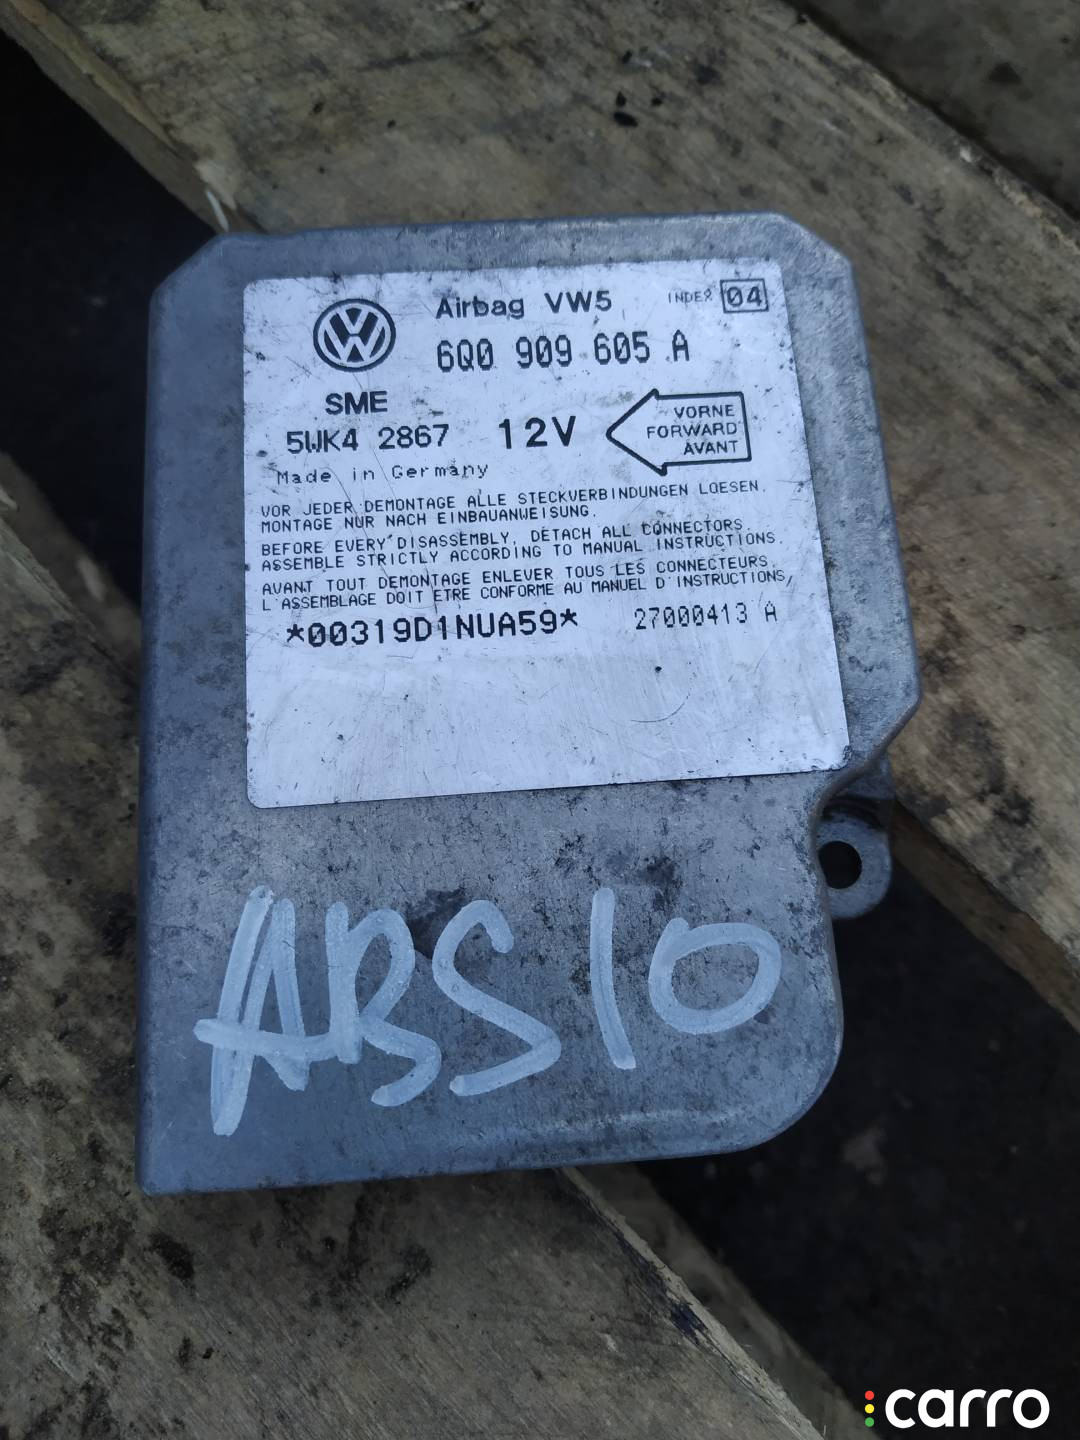 Airbag VW5 INDEX 04
6Q0 909 605 A
SME
5WK4 2867 12V
VORNE
FORWARD
AVANT
Made in Germany
VOR JEDER DEMONTAGE ALLE STECKVERBINDUNGEN LOESEN.
MONTAGE NUR NACH EINBAUANWEISUNG.
BEFORE EVERY DISASSEMBLY, DETACH ALL CONNECTORS.
ASSEMBLE STRICTLY ACCORDING TO MANUAL INSTRUCTIONS.
AVANT TOUT DEMONTAGE ENLEVER TOUS LES CONNECTEURS.
L'ASSEMBLAGE DOIT ETRE CONFORME AU MANUEL D'INSTRUCTIONS,
*00319D1NUA59* 27000413 A
ABS10
carro